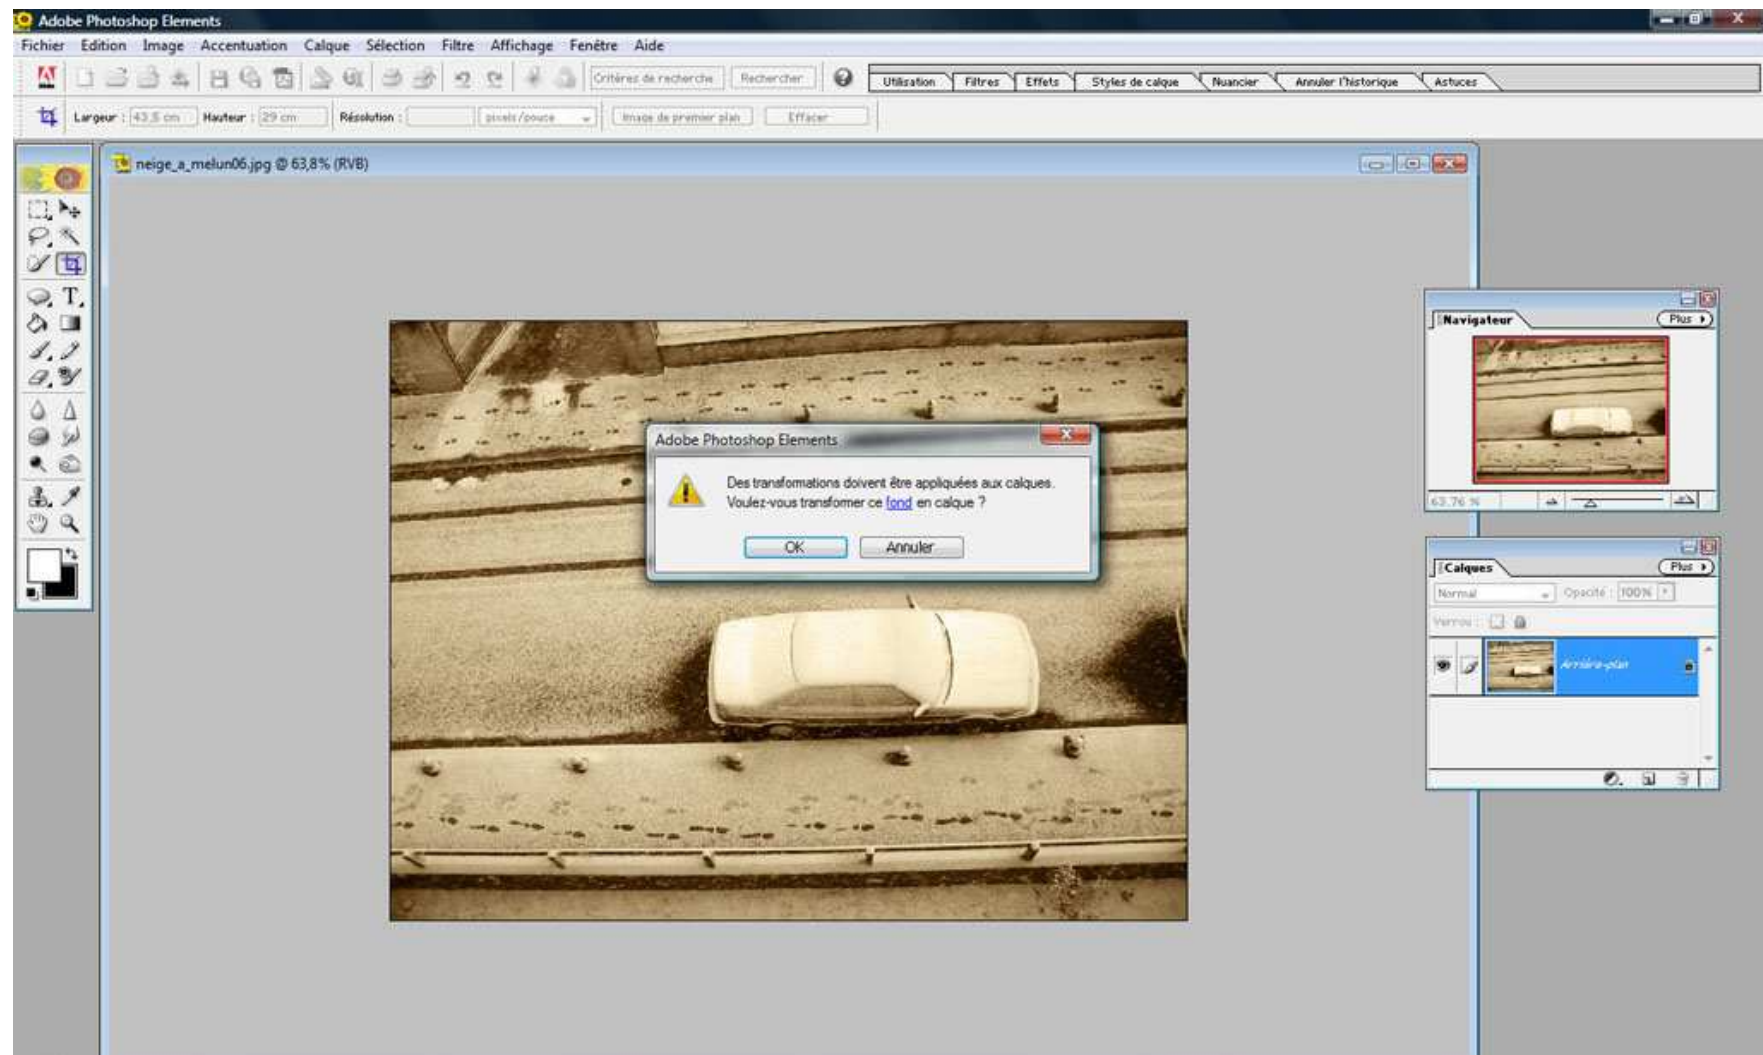 Adobe Photoshop Elements
Fichier Edition Image Accentuation Calque Sélection Filtre Affichage Fenêtre Aide
Critères de recherche Rechercher Utilisation Filtres Effets Styles de calque Nuancier Annuler l'historique Astuces
Largeur : 43,5 cm Hauteur : 29 cm Résolution : pixels/pouce Image de premier plan Effacer
neige_a_melun06.jpg @ 63,8% (RVB)
T
Adobe Photoshop Elements
Des transformations doivent être appliquées aux calques.
Voulez-vous transformer ce fond en calque ?
OK Annuler
Navigateur Plus
63.76 %
Calques Plus
Normal Opacité : 100%
Verrou :
Arrière-plan